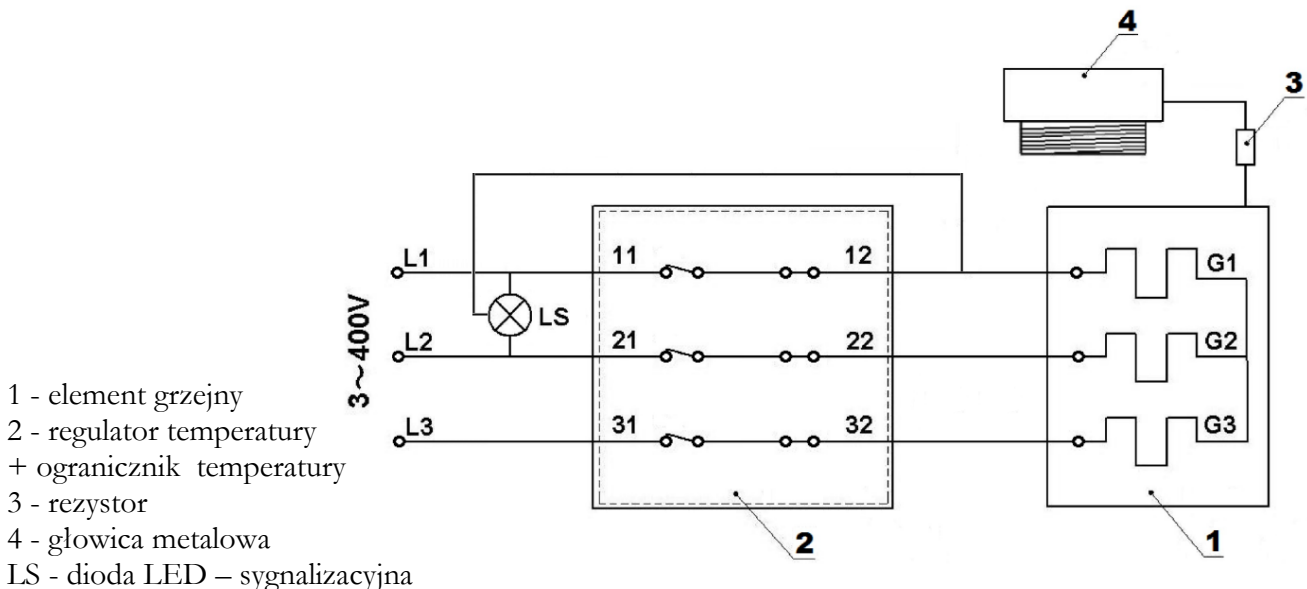 4
3
L1 11 12 G1
LS
L2 21 22 G2
3~400V
L3 31 32 G3
2
1
1 - element grzejny
2 - regulator temperatury
+ ogranicznik temperatury
3 - rezystor
4 - głowica metalowa
LS - dioda LED – sygnalizacyjna